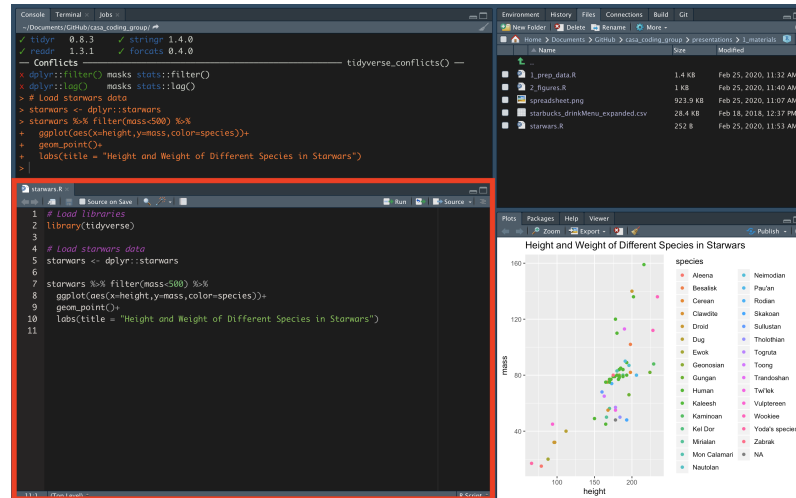 Console Terminal × Jobs ×
~/Documents/GitHub/casa_coding_group/
✓ tidyr 0.8.3 ✓ stringr 1.4.0
✓ readr 1.3.1 ✓ forcats 0.4.0
── Conflicts ── tidyverse_conflicts() ──
x dplyr::filter() masks stats::filter()
x dplyr::lag() masks stats::lag()
> # Load starwars data
> starwars <- dplyr::starwars
> starwars %>% filter(mass<500) %>%
+ ggplot(aes(x=height,y=mass,color=species))+
+ geom_point()+
+ labs(title = "Height and Weight of Different Species in Starwars")
>
starwars.R ×
Source on Save Run Source
1 # Load libraries
2 library(tidyverse)
3
4 # Load starwars data
5 starwars <- dplyr::starwars
6
7 starwars %>% filter(mass<500) %>%
8 ggplot(aes(x=height,y=mass,color=species))+
9 geom_point()+
10 labs(title = "Height and Weight of Different Species in Starwars")
11
11:1 (Top Level) R Script
Environment History Files Connections Build Git
New Folder Delete Rename More
Home > Documents > GitHub > casa_coding_group > presentations > 1_materials
Name Size Modified
..
1_prep_data.R 1.4 KB Feb 25, 2020, 11:32 AM
2_figures.R 1 KB Feb 25, 2020, 11:40 AM
spreadsheet.png 923.9 KB Feb 25, 2020, 11:07 AM
starbucks_drinkMenu_expanded.csv 28.4 KB Feb 18, 2018, 12:37 PM
starwars.R 252 B Feb 25, 2020, 11:53 AM
Plots Packages Help Viewer
Zoom Export Publish
Height and Weight of Different Species in Starwars
mass
160
120
80
40
100 150 200
height
species
Aleena Neimodian
Besalisk Pau'an
Cerean Rodian
Clawdite Skakoan
Droid Sullustan
Dug Tholothian
Ewok Togruta
Geonosian Toong
Gungan Trandoshan
Human Twi'lek
Kaleesh Vulptereen
Kaminoan Wookiee
Kel Dor Yoda's species
Mirialan Zabrak
Mon Calamari NA
Nautolan